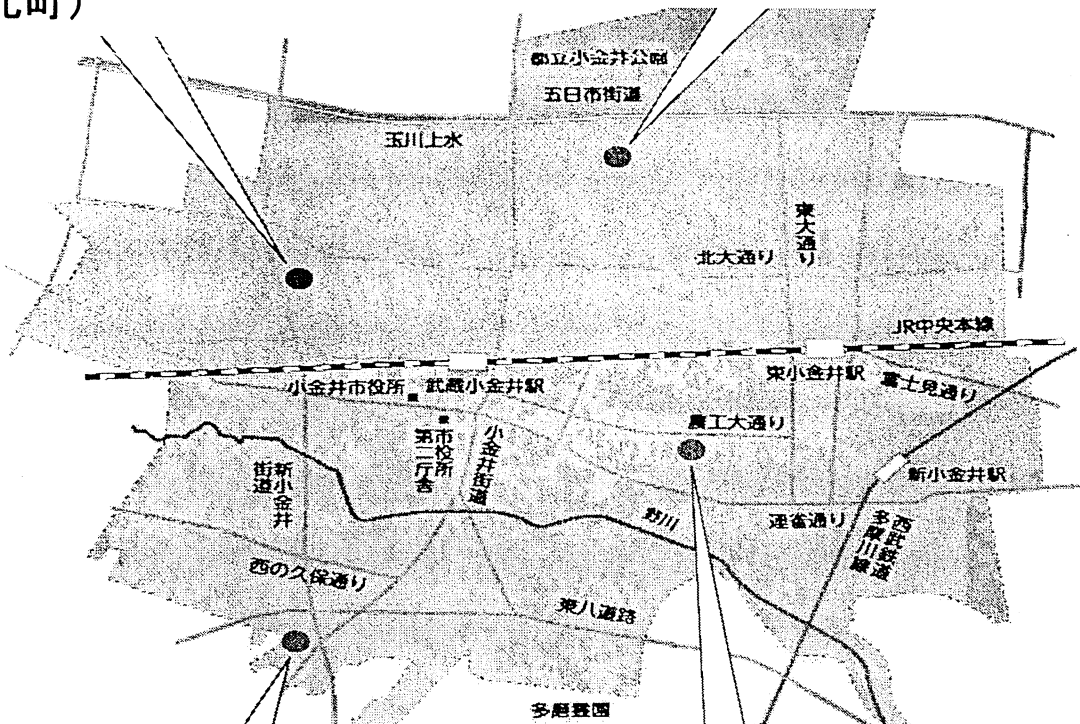 北町）
都立小金井公園
五日市街道
玉川上水
東大通り
北大通り
JR中央本線
小金井市役所
武蔵小金井駅
東小金井駅
富士見通り
市役所
第二庁舎
小金井街道
農工大通り
新小金井
街道
新小金井駅
野川
連雀通り
西武鉄道
多摩川線
西の久保通り
東八道路
多磨霊園